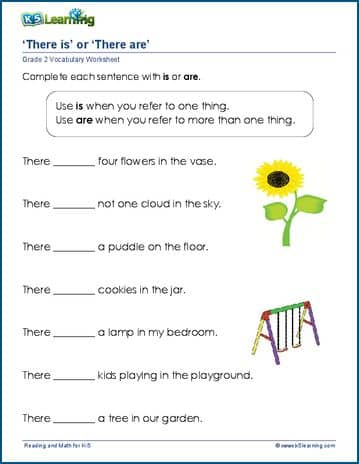 K5 Learning
'There is' or 'There are'
Grade 2 Vocabulary Worksheet
Complete each sentence with is or are.
Use is when you refer to one thing.
Use are when you refer to more than one thing.
There ________ four flowers in the vase.
There ________ not one cloud in the sky.
There ________ a puddle on the floor.
There ________ cookies in the jar.
There ________ a lamp in my bedroom.
There ________ kids playing in the playground.
There ________ a tree in our garden.
Reading and Math for K-5
© www.k5learning.com